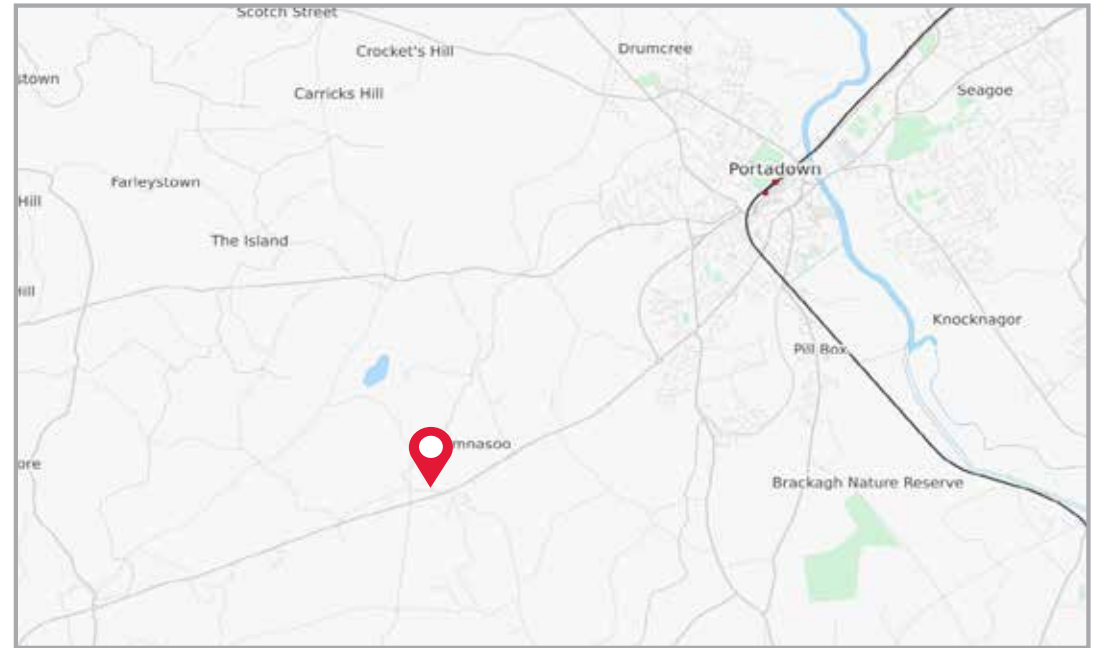 Scotch Street
Crocket's Hill
Drumcree
stown
Carricks Hill
Seagoe
Portadown
Farleystown
Hill
The Island
Hill
Knocknagor
Pill Box
mnasoo
ore
Brackagh Nature Reserve